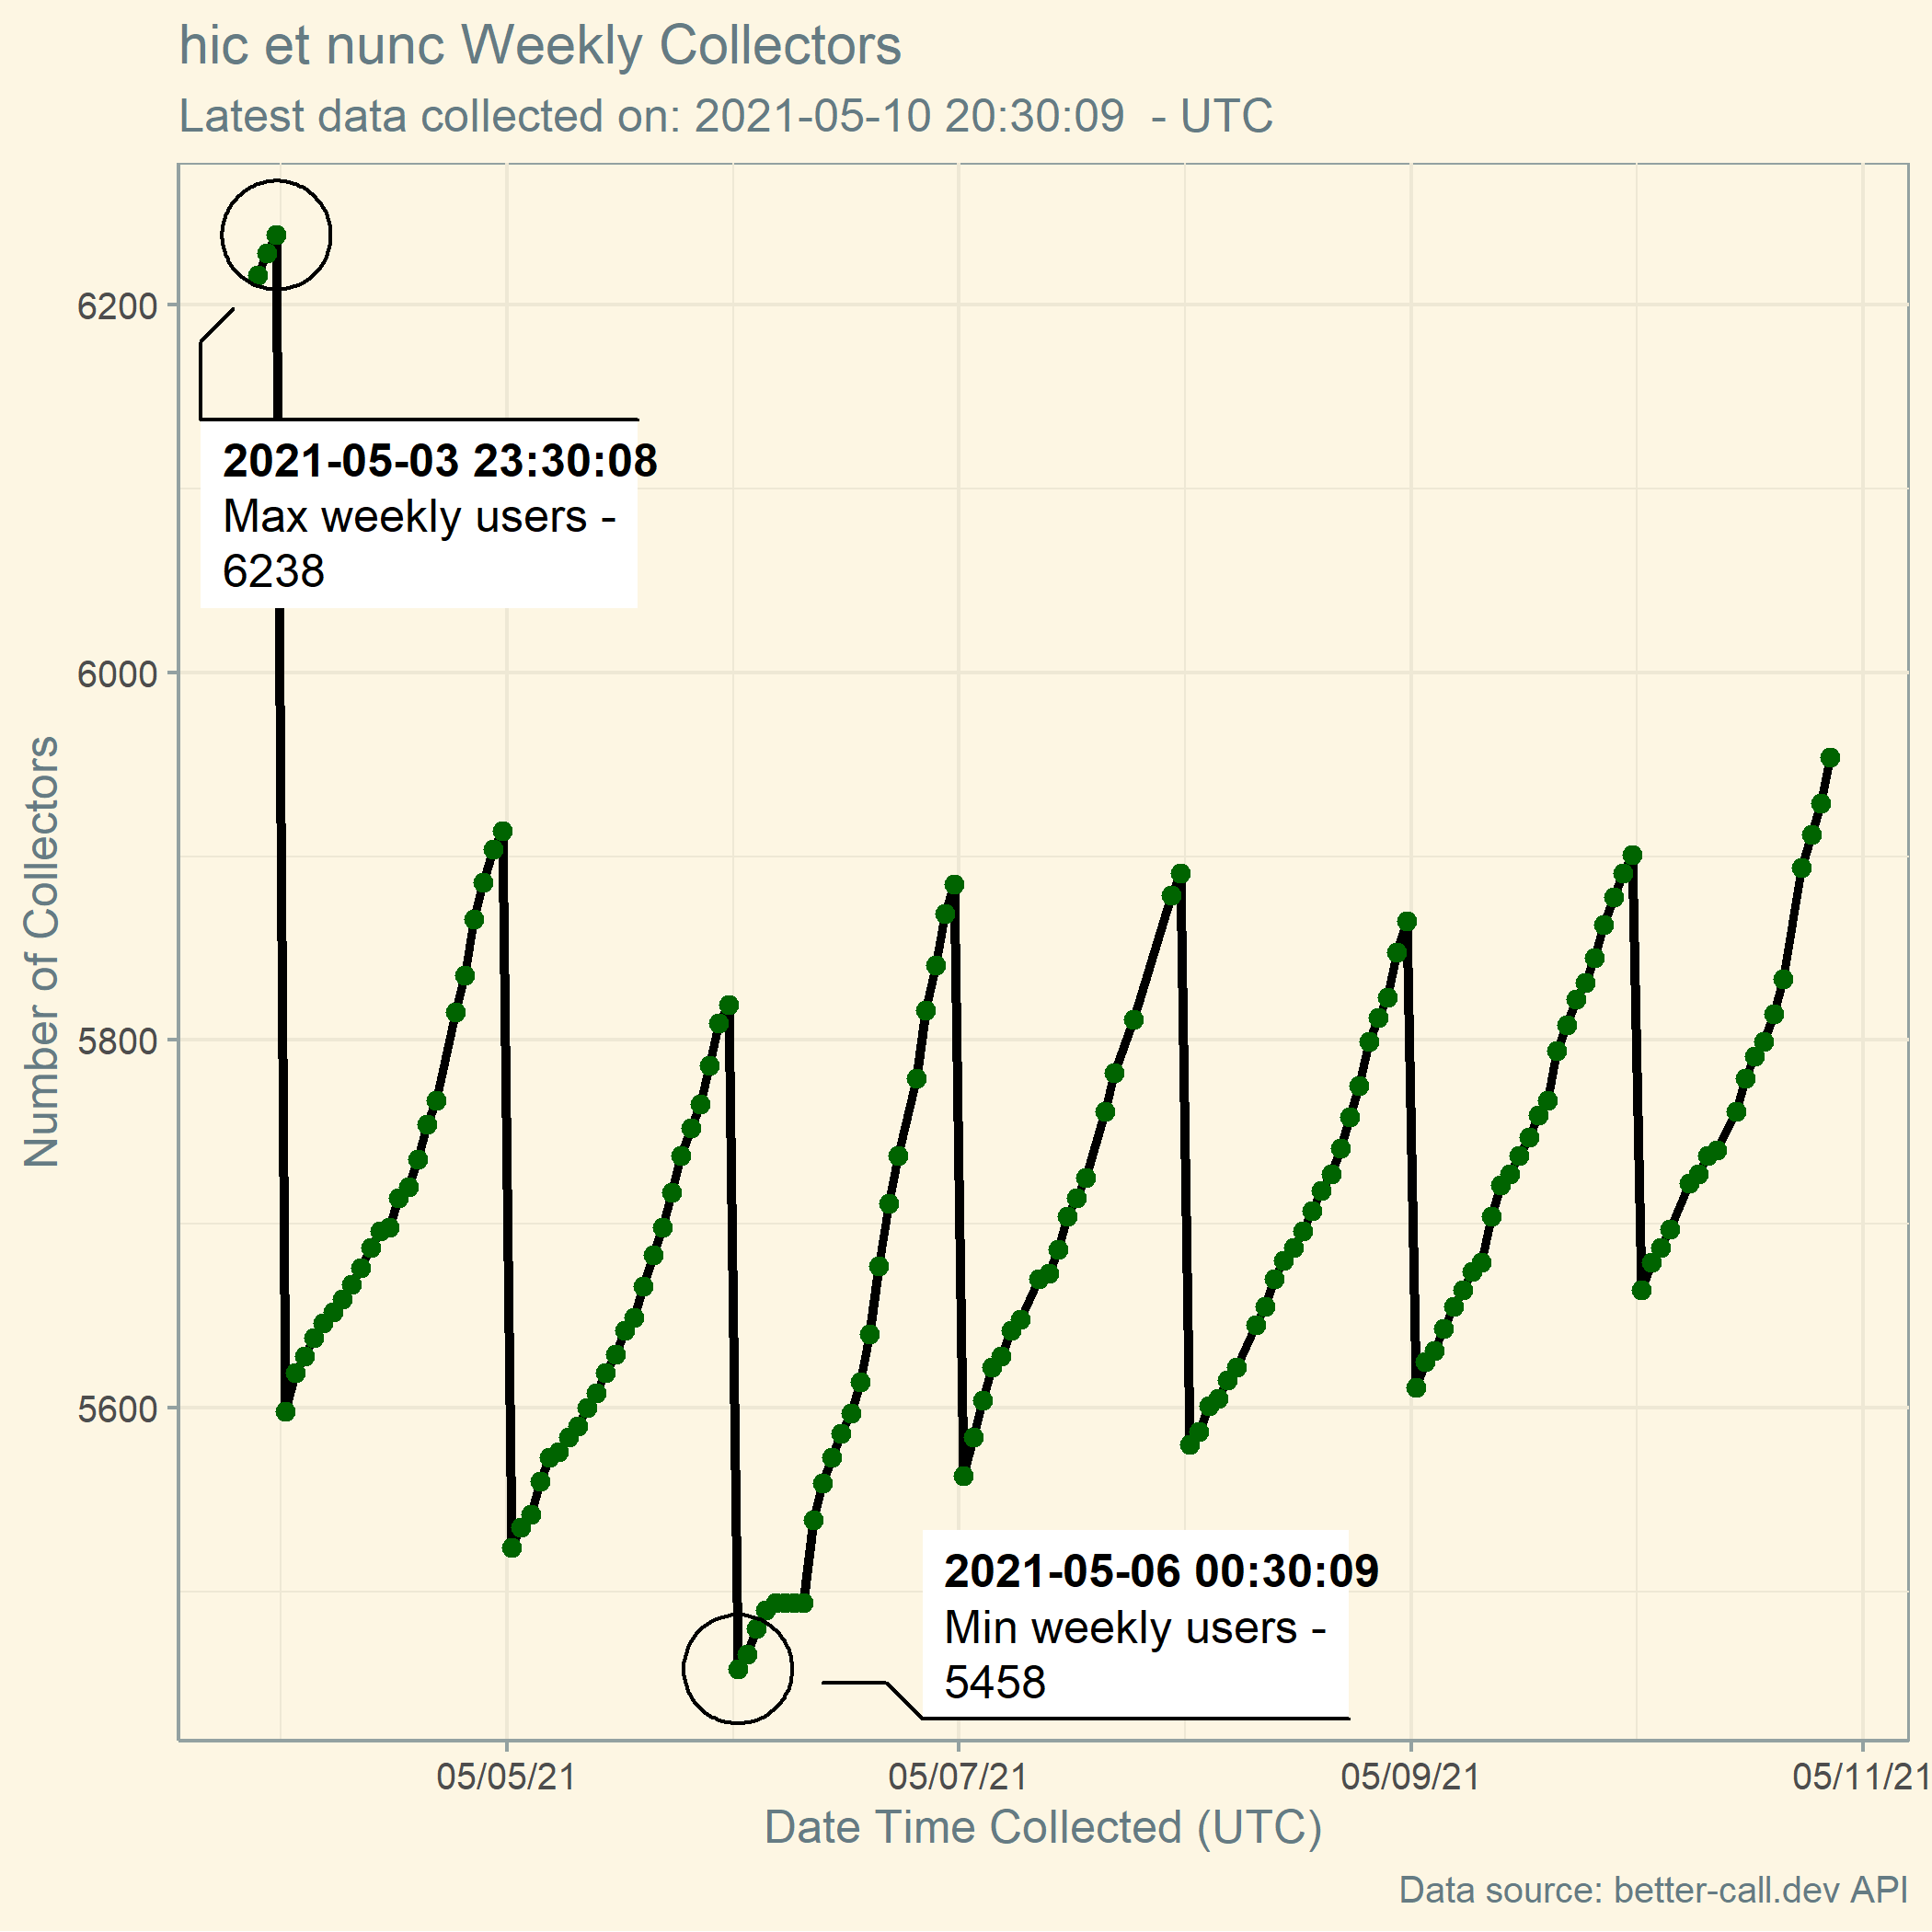 hic et nunc Weekly Collectors
Latest data collected on: 2021-05-10 20:30:09  - UTC
6200
6000
5800
5600
Number of Collectors
2021-05-03 23:30:08
Max weekly users -
6238
2021-05-06 00:30:09
Min weekly users -
5458
05/05/21
05/07/21
05/09/21
05/11/21
Date Time Collected (UTC)
Data source: better-call.dev API